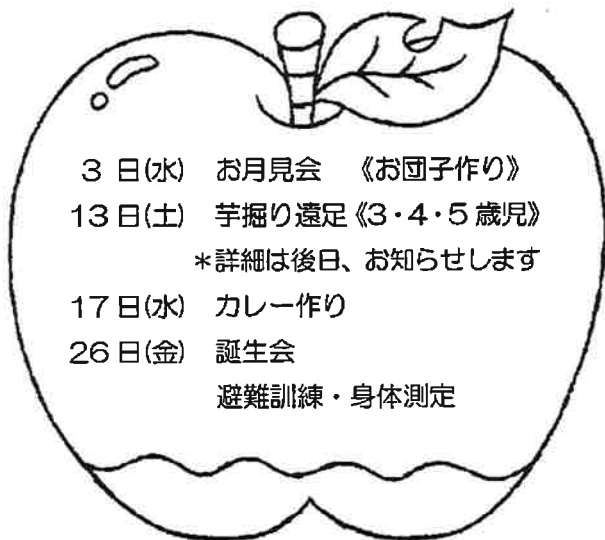 3 日(水) お月見会 《お団子作り》
13 日(土) 芋掘り遠足《3・4・5 歳児》
*詳細は後日、お知らせします
17 日(水) カレー作り
26 日(金) 誕生会
避難訓練・身体測定